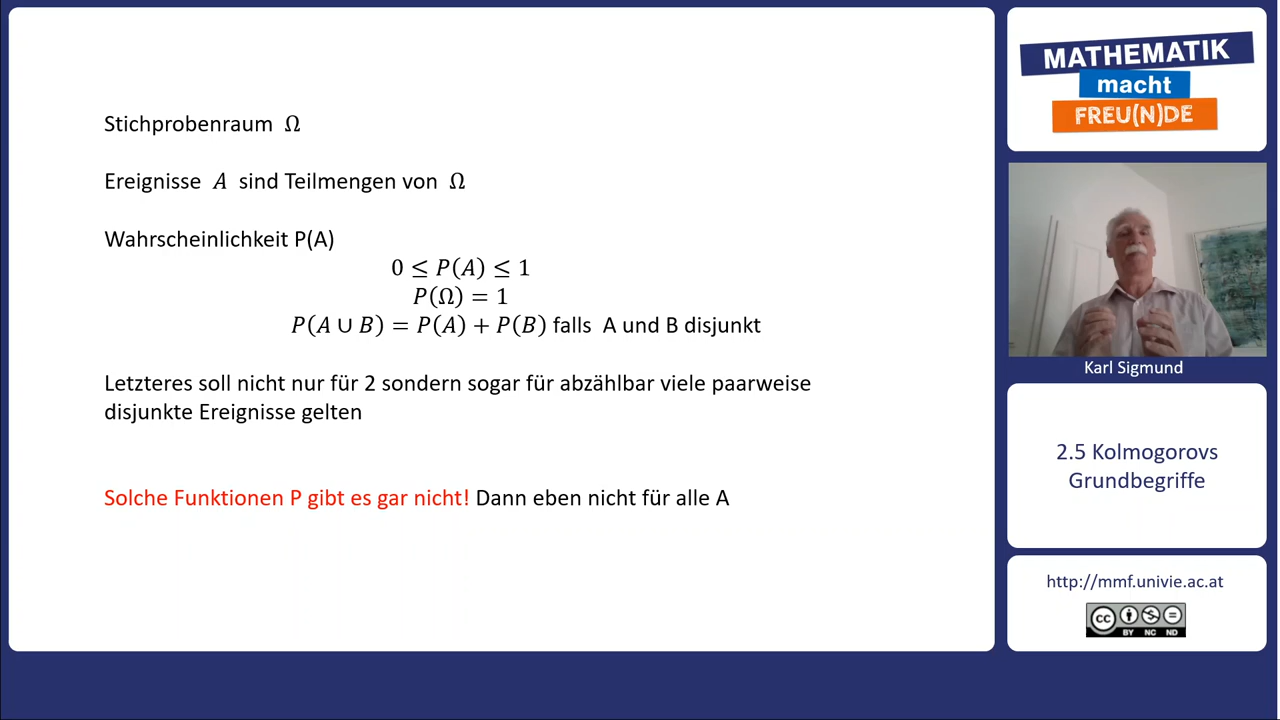 Stichprobenraum Ω
Ereignisse A sind Teilmengen von Ω
Wahrscheinlichkeit P(A)
0 ≤ P(A) ≤ 1
P(Ω) = 1
P(A ∪ B) = P(A) + P(B) falls A und B disjunkt
Letzteres soll nicht nur für 2 sondern sogar für abzählbar viele paarweise
disjunkte Ereignisse gelten
Solche Funktionen P gibt es gar nicht! Dann eben nicht für alle A
MATHEMATIK
macht
FREU(N)DE
Karl Sigmund
2.5 Kolmogorovs
Grundbegriffe
http://mmf.univie.ac.at
CC
BY NC ND